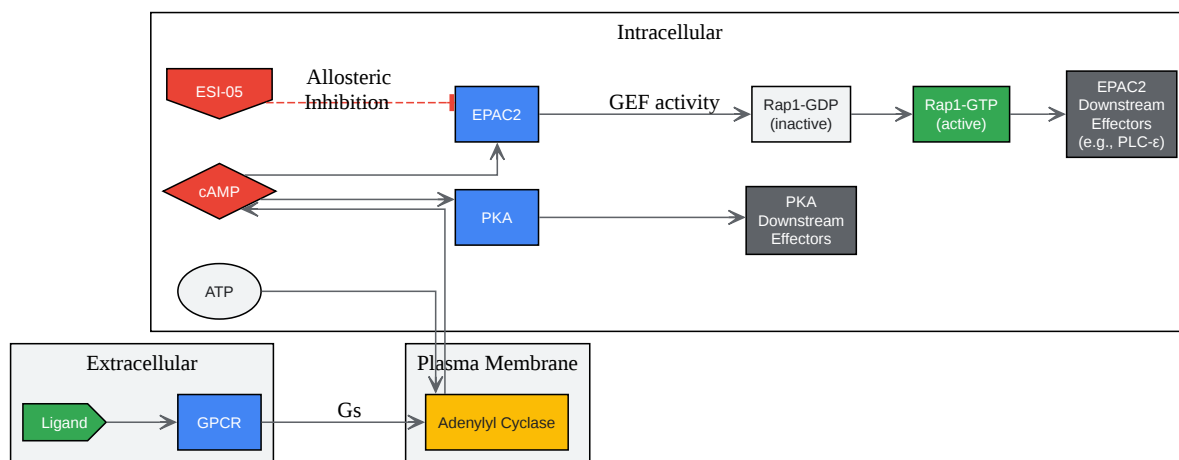 Intracellular
ESI-05
Allosteric
Inhibition
EPAC2
GEF activity
Rap1-GDP
(inactive)
Rap1-GTP
(active)
EPAC2
Downstream
Effectors
(e.g., PLC-ε)
cAMP
PKA
PKA
Downstream
Effectors
ATP
Extracellular
Plasma Membrane
Ligand
GPCR
Gs
Adenylyl Cyclase